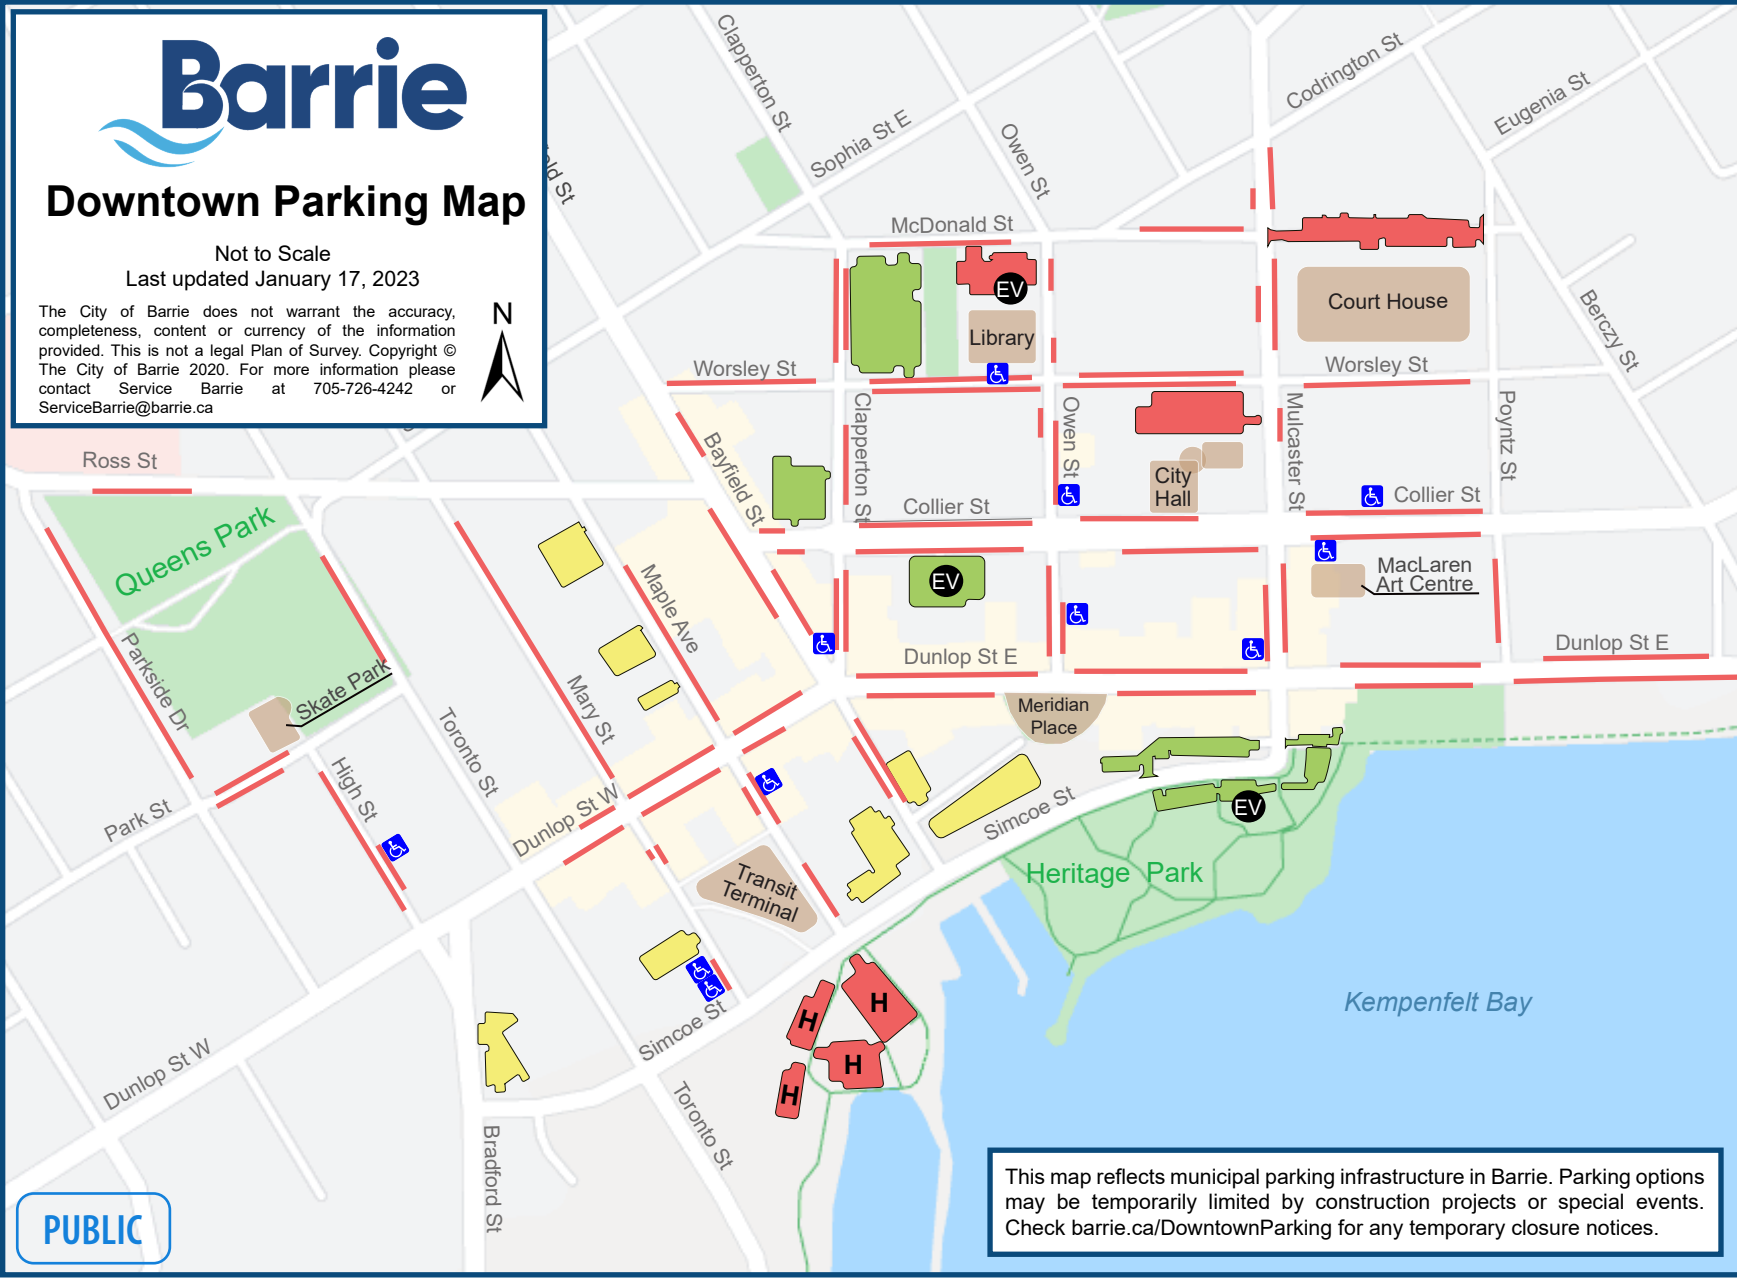 Barrie
Downtown Parking Map
Not to Scale
Last updated January 17, 2023
The City of Barrie does not warrant the accuracy,
completeness, content or currency of the information
provided. This is not a legal Plan of Survey. Copyright ©
The City of Barrie 2020. For more information please
contact Service Barrie at 705-726-4242 or
ServiceBarrie@barrie.ca
N
Clapperton St
Sophia St E
Owen St
Codrington St
Eugenia St
St
McDonald St
EV
Library
Court House
Berczy St
Worsley St
Worsley St
Ross St
Queens Park
Bayfield St
Clapperton St
Collier St
Owen St
City
Hall
Mulcaster St
Collier St
Poyntz St
EV
MacLaren
Art Centre
Maple Ave
Dunlop St E
Dunlop St E
Parkside Dr
Skate Park
Mary St
Toronto St
Meridian
Place
High St
Park St
Dunlop St W
Simcoe St
EV
Heritage Park
Transit
Terminal
H
H
H
H
Simcoe St
Kempenfelt Bay
Dunlop St W
Toronto St
Bradford St
This map reflects municipal parking infrastructure in Barrie. Parking options
may be temporarily limited by construction projects or special events.
Check barrie.ca/DowntownParking for any temporary closure notices.
PUBLIC